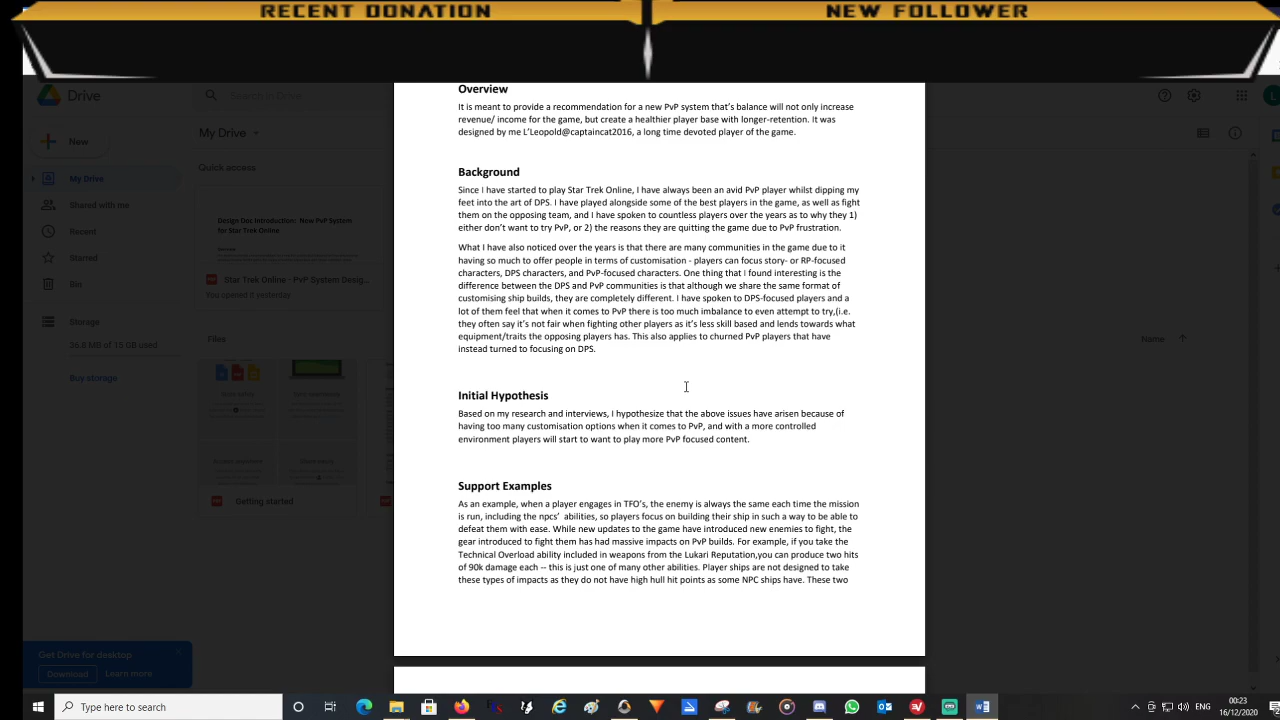 RECENT DONATION
NEW FOLLOWER
Drive
Search in Drive
New
My Drive
My Drive
Shared with me
Recent
Starred
Bin
Storage
36.8 MB of 15 GB used
Buy storage
Quick access
Design Doc Introduction: New PvP System
for Star Trek Online
Star Trek Online - PvP System Desig...
You opened it yesterday
Files
Name
Getting started
Overview
It is meant to provide a recommendation for a new PvP system that's balance will not only increase
revenue/ income for the game, but create a healthier player base with longer-retention. It was
designed by me L'Leopold@captaincat2016, a long time devoted player of the game.
Background
Since I have started to play Star Trek Online, I have always been an avid PvP player whilst dipping my
feet into the art of DPS. I have played alongside some of the best players in the game, as well as fight
them on the opposing team, and I have spoken to countless players over the years as to why they 1)
either don't want to try PvP, or 2) the reasons they are quitting the game due to PvP frustration.
What I have also noticed over the years is that there are many communities in the game due to it
having so much to offer people in terms of customisation - players can focus story- or RP-focused
characters, DPS characters, and PvP-focused characters. One thing that I found interesting is the
difference between the DPS and PvP communities is that although we share the same format of
customising ship builds, they are completely different. I have spoken to DPS-focused players and a
lot of them feel that when it comes to PvP there is too much imbalance to even attempt to try,(i.e.
they often say it's not fair when fighting other players as it's less skill based and lends towards what
equipment/traits the opposing players has. This also applies to churned PvP players that have
instead turned to focusing on DPS.
Initial Hypothesis
Based on my research and interviews, I hypothesize that the above issues have arisen because of
having too many customisation options when it comes to PvP, and with a more controlled
environment players will start to want to play more PvP focused content.
Support Examples
As an example, when a player engages in TFO's, the enemy is always the same each time the mission
is run, including the npcs' abilities, so players focus on building their ship in such a way to be able to
defeat them with ease. While new updates to the game have introduced new enemies to fight, the
gear introduced to fight them has had massive impacts on PvP builds. For example, if you take the
Technical Overload ability included in weapons from the Lukari Reputation,you can produce two hits
of 90k damage each -- this is just one of many other abilities. Player ships are not designed to take
these types of impacts as they do not have high hull hit points as some NPC ships have. These two
Get Drive for desktop
Download
Learn more
Type here to search
00:23
16/12/2020